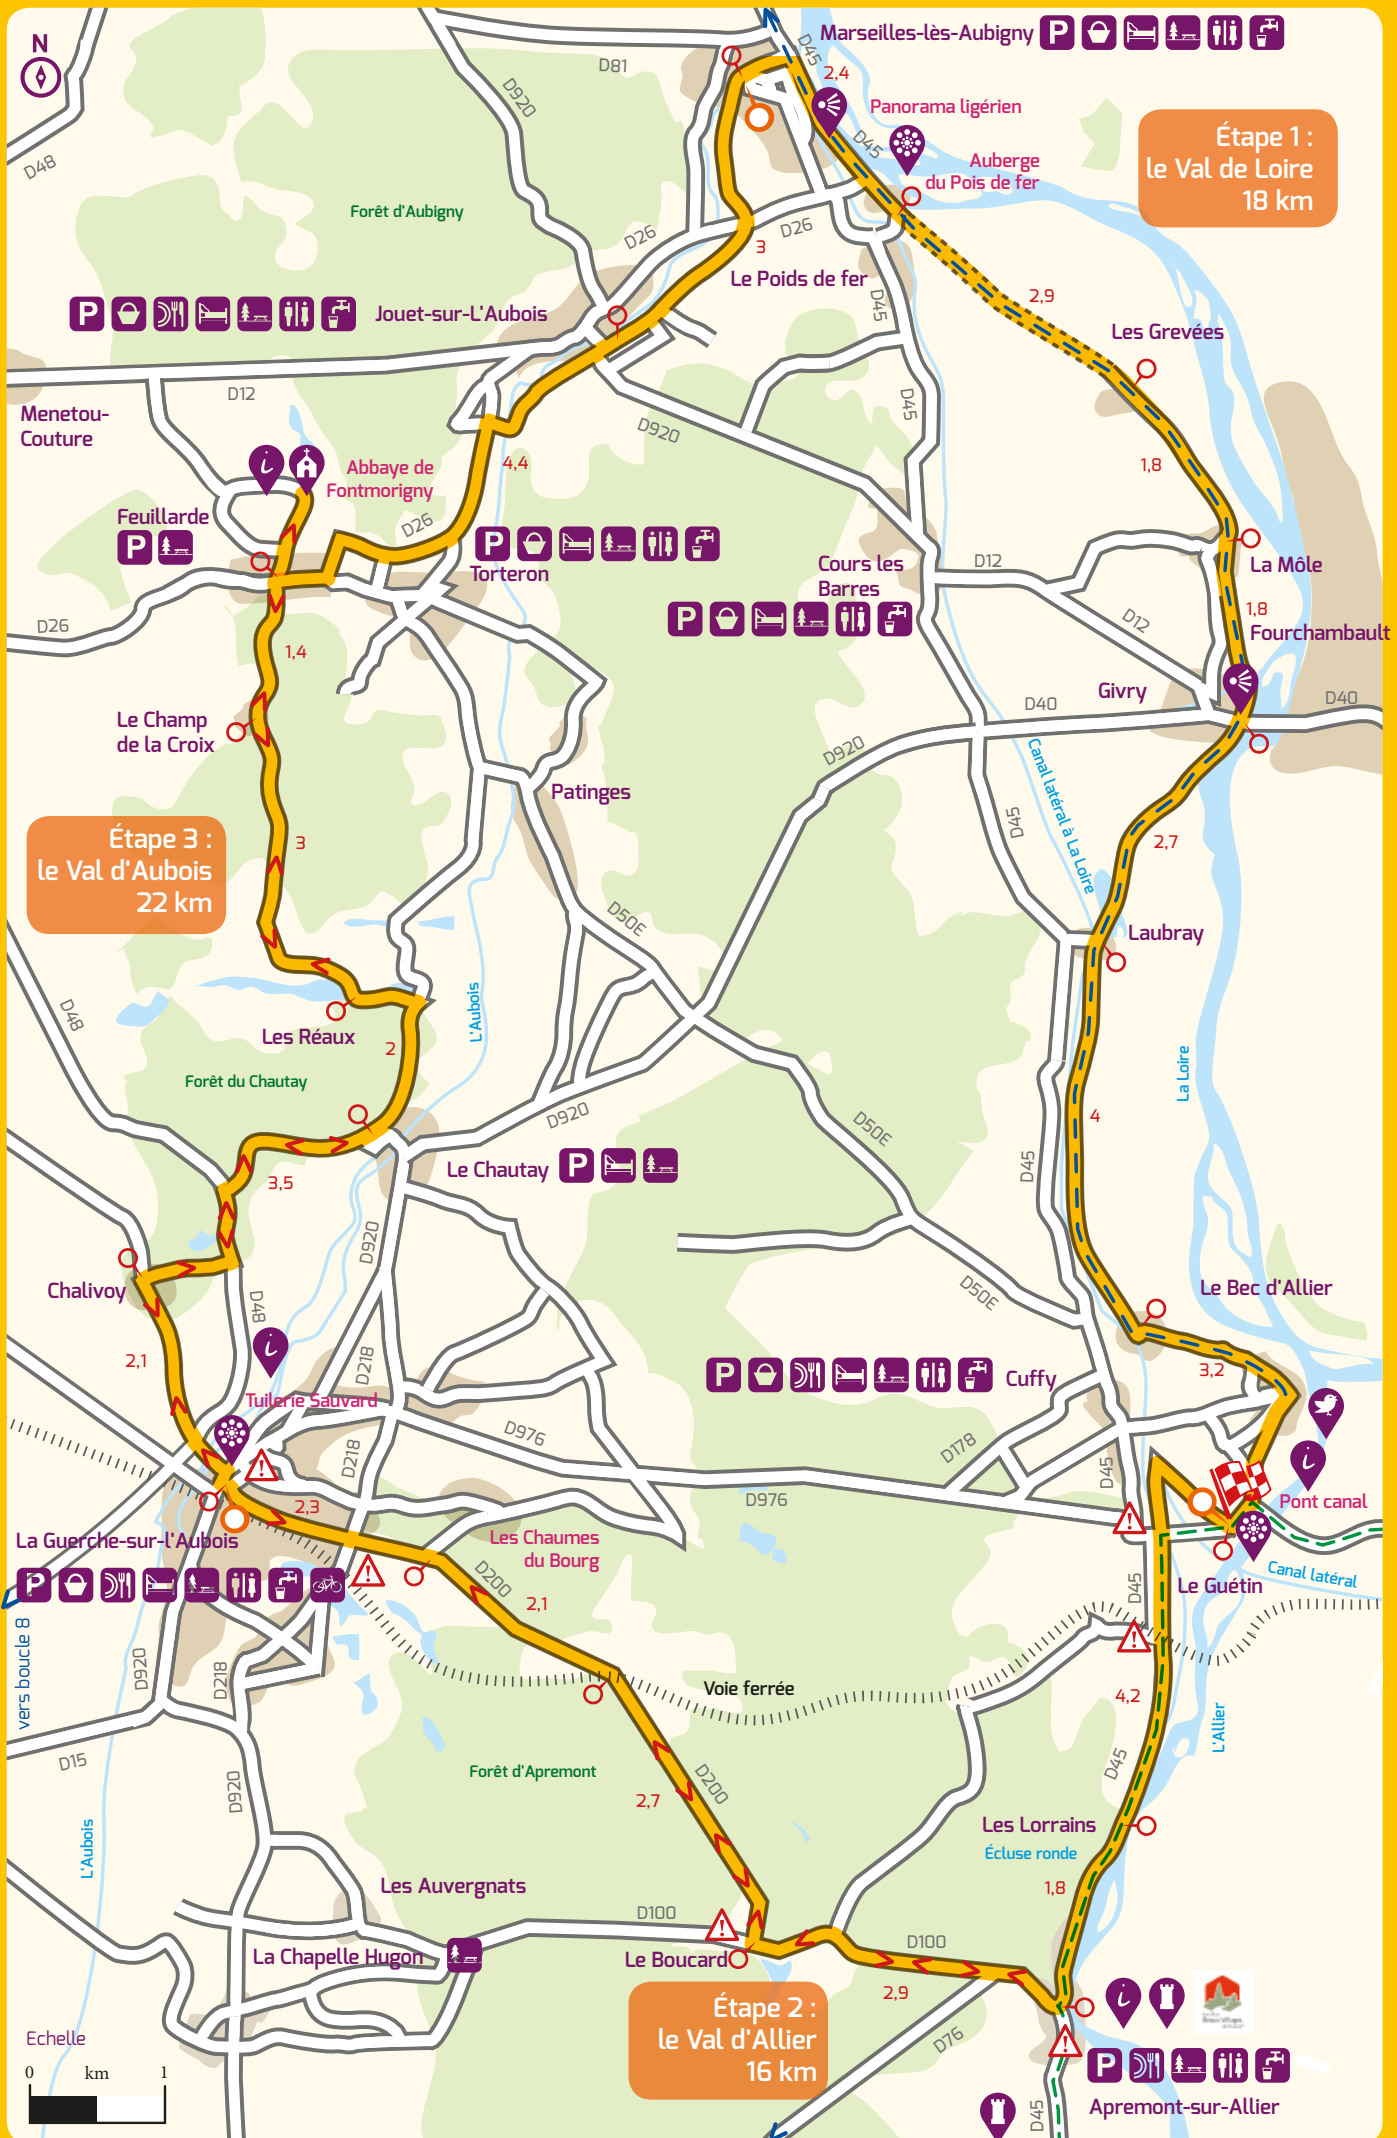 N
Marseilles-lès-Aubigny
P
D81
D45
2,4
D920
Panorama ligérien
D48
D45
Étape 1 :
le Val de Loire
18 km
Auberge
du Pois de fer
Forêt d'Aubigny
D26
D26
3
Le Poids de fer
D45
2,9
P
Jouet-sur-L'Aubois
Les Grevées
D12
D45
Menetou-
Couture
D920
4,4
1,8
i
Abbaye de
Fontmorigny
Feuillarde
P
D26
P
Torteron
Cours les
Barres
D12
La Môle
P
1,8
D12
Fourchambault
D26
1,4
Givry
D40
D40
Le Champ
de la Croix
D920
Canal latéral à La Loire
Patinges
D45
2,7
Étape 3 :
le Val d'Aubois
22 km
3
D50E
Laubray
D48
L'Aubois
Les Réaux
2
La Loire
Forêt du Chautay
D920
4
D50E
Le Chautay
P
D45
3,5
D920
Chalivoy
D48
D50E
Le Bec d'Allier
2,1
i
D218
3,2
P
Cuffy
Tuilerie Sauvard
D976
D178
D218
D45
i
!
2,3
D976
Pont canal
!
La Guerche-sur-l'Aubois
Les Chaumes
du Bourg
Canal latéral
P
!
D200
2,1
D45
Le Guétin
vers boucle 8
D920
D218
!
Voie ferrée
4,2
L'Allier
D15
D920
Forêt d'Apremont
D200
D45
2,7
L'Aubois
Les Lorrains
Écluse ronde
Les Auvergnats
1,8
D100
!
La Chapelle Hugon
Le Boucard
D100
2,9
Étape 2 :
le Val d'Allier
16 km
i
Echelle
D76
!
0 km 1
P
D45
Apremont-sur-Allier